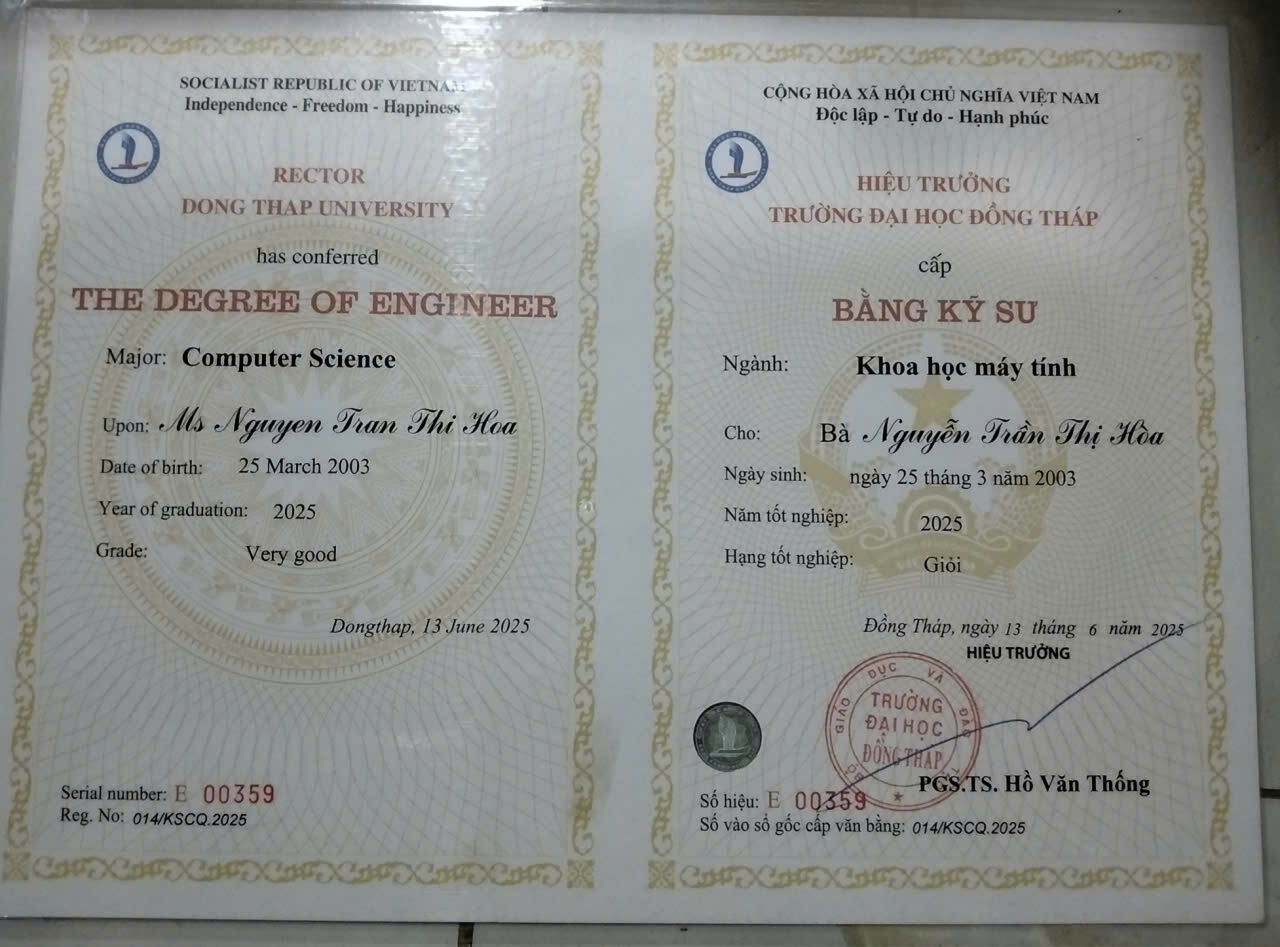 SOCIALIST REPUBLIC OF VIETNAM
Independence - Freedom - Happiness
RECTOR
DONG THAP UNIVERSITY
has conferred
THE DEGREE OF ENGINEER
Major: Computer Science
Upon: Ms Nguyen Tran Thi Hoa
Date of birth: 25 March 2003
Year of graduation: 2025
Grade: Very good
Dongthap, 13 June 2025
Serial number: E 00359
Reg. No: 014/KSCQ.2025
CỘNG HÒA XÃ HỘI CHỦ NGHĨA VIỆT NAM
Độc lập - Tự do - Hạnh phúc
HIỆU TRƯỞNG
TRƯỜNG ĐẠI HỌC ĐỒNG THÁP
cấp
BẰNG KỸ SƯ
Ngành: Khoa học máy tính
Cho: Bà Nguyễn Trần Thị Hòa
Ngày sinh: ngày 25 tháng 3 năm 2003
Năm tốt nghiệp: 2025
Hạng tốt nghiệp: Giỏi
Đồng Tháp, ngày 13 tháng 6 năm 2025
HIỆU TRƯỞNG
GIÁO DỤC VÀ ĐÀO
TRƯỜNG
ĐẠI HỌC
ĐỒNG THÁP
PGS.TS. Hồ Văn Thống
Số hiệu: E 00359
Số vào sổ gốc cấp văn bằng: 014/KSCQ.2025